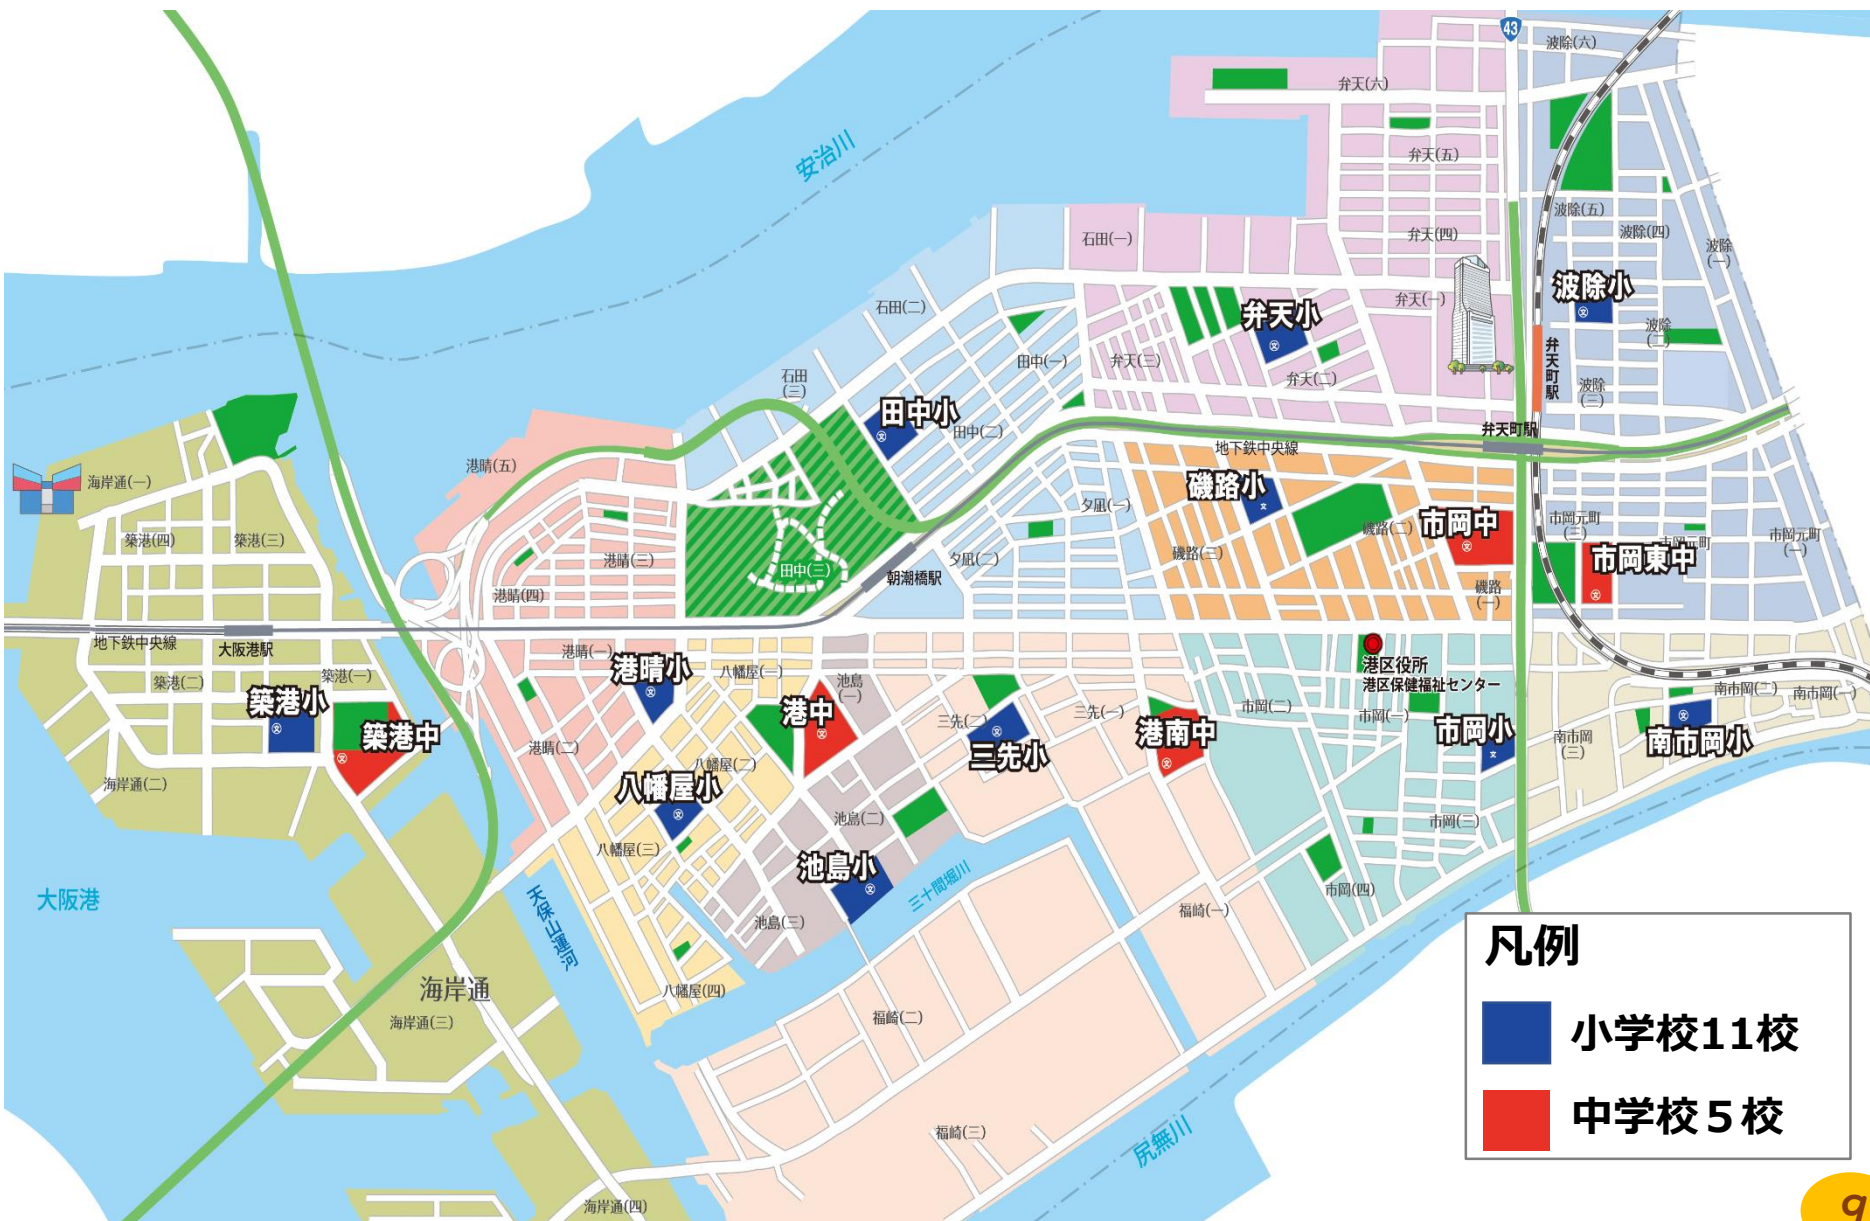 43
波除(六)
弁天(六)
安治川
弁天(五)
波除(五)
石田(一)
弁天(四)
波除(四)
波除
(一)
石田(二)
弁天(一)
波除小
弁天小
波除
(二)
弁天町駅
石田
(三)
田中(一)
弁天(三)
弁天(二)
波除
(三)
田中小
田中(二)
弁天町駅
地下鉄中央線
港晴(五)
海岸通(一)
磯路小
夕凪(一)
市岡中
磯路(二)
市岡元町
(三)
市岡元町
(一)
築港(四)
築港(三)
港晴(三)
田中(三)
夕凪(二)
磯路(三)
市岡東中
朝潮橋駅
港晴(四)
磯路
(一)
地下鉄中央線
大阪港駅
港晴(一)
港晴小
八幡屋(一)
港区役所
港区保健福祉センター
築港(二)
築港(一)
池島
(一)
築港小
港中
三先(二)
三先(一)
市岡(二)
市岡(一)
南市岡(二)
南市岡(一)
築港中
港晴(二)
三先小
港南中
市岡小
南市岡
(三)
南市岡小
海岸通(二)
八幡屋(二)
八幡屋小
池島(二)
市岡(三)
八幡屋(三)
池島小
三十間堀川
市岡(四)
大阪港
天保山運河
池島(三)
福崎(一)
海岸通
八幡屋(四)
海岸通(三)
福崎(二)
福崎(三)
尻無川
海岸通(四)
凡例
小学校11校
中学校5校
9